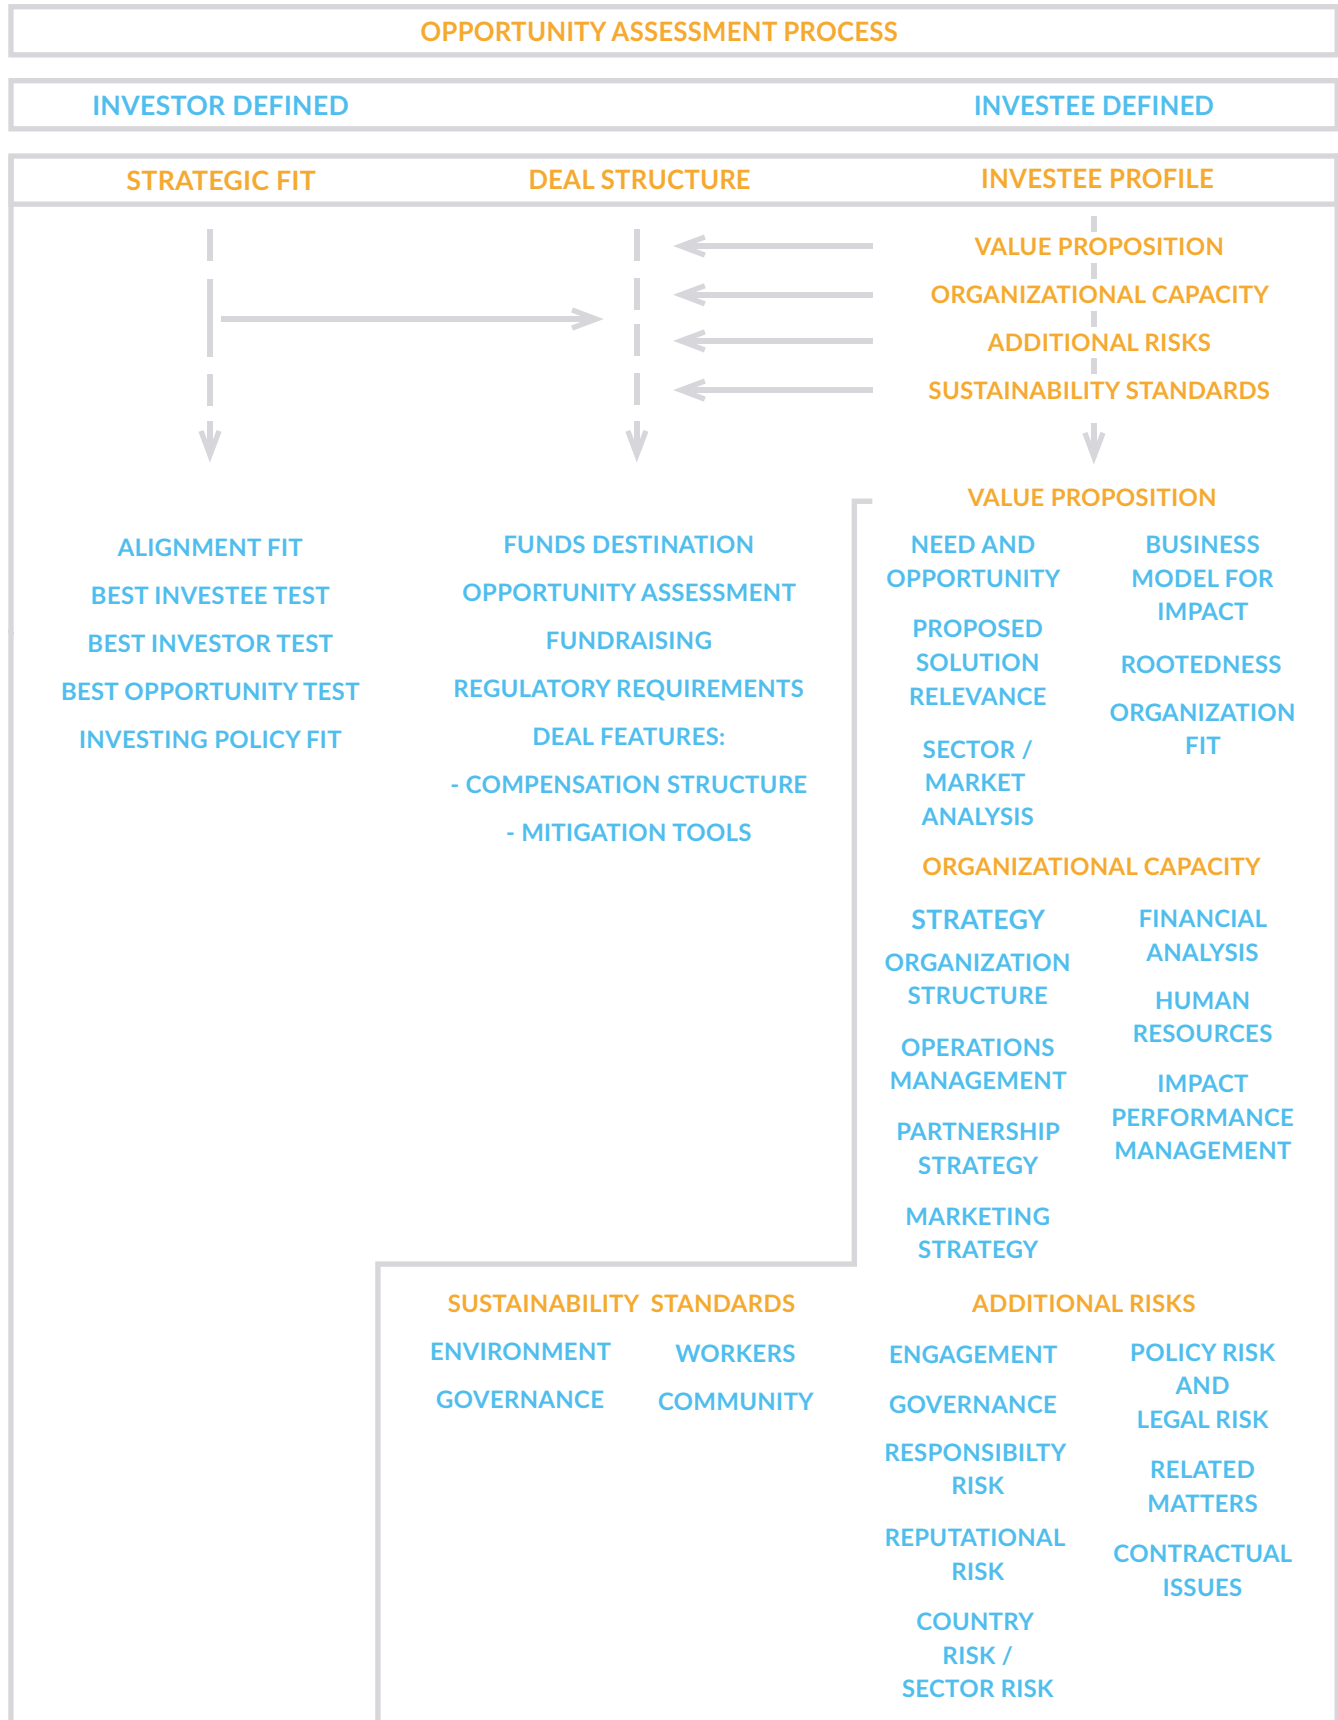 OPPORTUNITY ASSESSMENT PROCESS
INVESTOR DEFINED
INVESTEE DEFINED
STRATEGIC FIT
DEAL STRUCTURE
INVESTEE PROFILE
VALUE PROPOSITION
ORGANIZATIONAL CAPACITY
ADDITIONAL RISKS
SUSTAINABILITY STANDARDS
ALIGNMENT FIT
BEST INVESTEE TEST
BEST INVESTOR TEST
BEST OPPORTUNITY TEST
INVESTING POLICY FIT
FUNDS DESTINATION
OPPORTUNITY ASSESSMENT
FUNDRAISING
REGULATORY REQUIREMENTS
DEAL FEATURES:
- COMPENSATION STRUCTURE
- MITIGATION TOOLS
VALUE PROPOSITION
NEED AND
OPPORTUNITY
PROPOSED
SOLUTION
RELEVANCE
SECTOR /
MARKET
ANALYSIS
BUSINESS
MODEL FOR
IMPACT
ROOTEDNESS
ORGANIZATION
FIT
ORGANIZATIONAL CAPACITY
STRATEGY
ORGANIZATION
STRUCTURE
OPERATIONS
MANAGEMENT
PARTNERSHIP
STRATEGY
MARKETING
STRATEGY
FINANCIAL
ANALYSIS
HUMAN
RESOURCES
IMPACT
PERFORMANCE
MANAGEMENT
SUSTAINABILITY STANDARDS
ENVIRONMENT
GOVERNANCE
WORKERS
COMMUNITY
ADDITIONAL RISKS
ENGAGEMENT
GOVERNANCE
RESPONSIBILTY
RISK
REPUTATIONAL
RISK
COUNTRY
RISK /
SECTOR RISK
POLICY RISK
AND
LEGAL RISK
RELATED
MATTERS
CONTRACTUAL
ISSUES